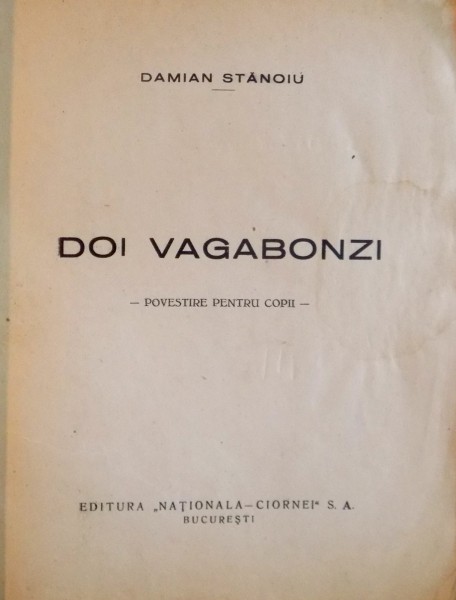 DAMIAN STĂNOIU
DOI VAGABONZI
— POVESTIRE PENTRU COPII —
EDITURA „NAȚIONALA—CIORNEI" S. A.
BUCUREȘTI